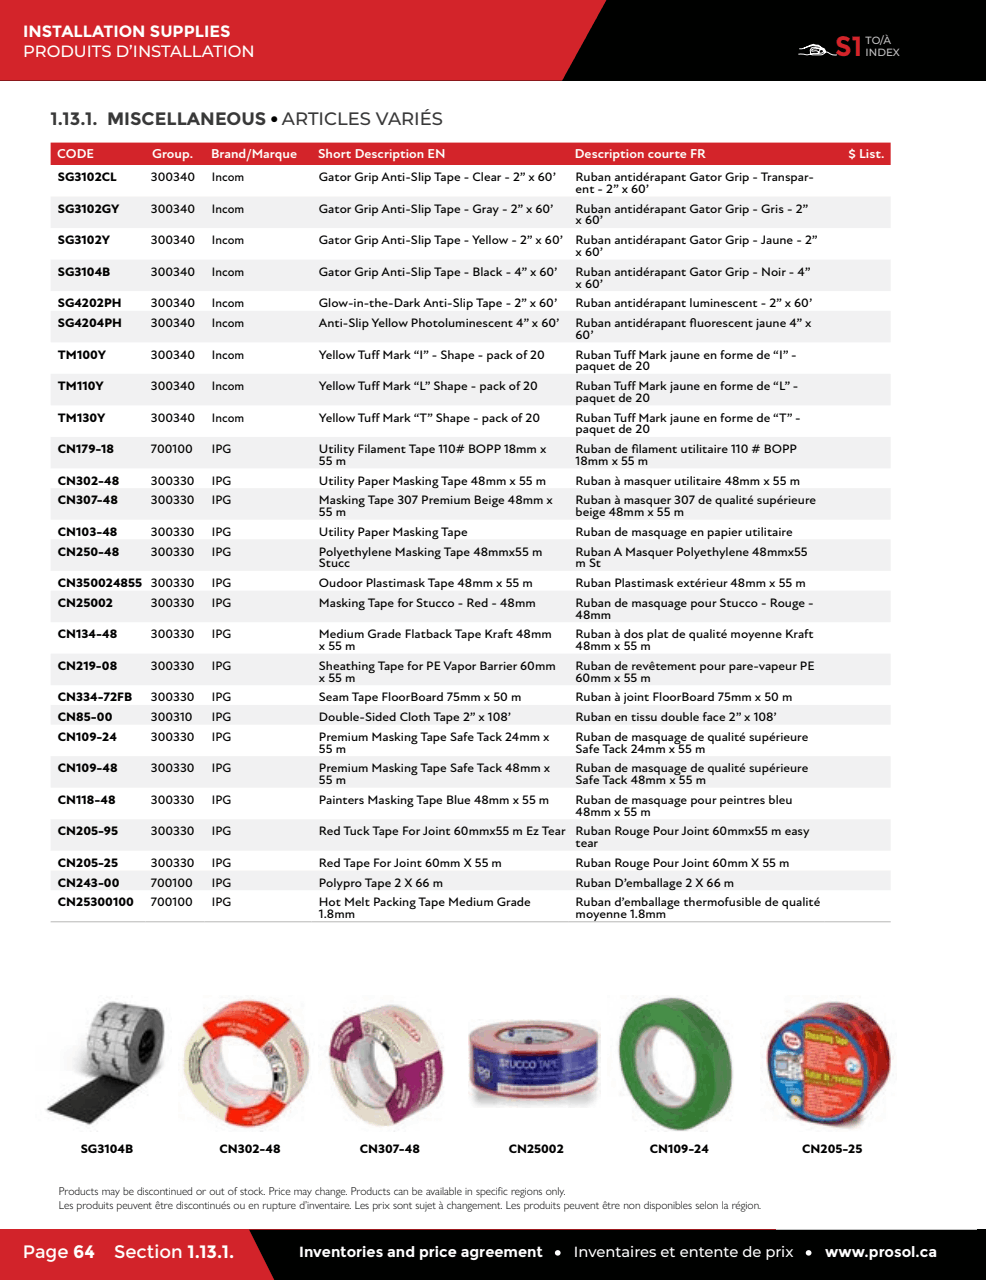 INSTALLATION SUPPLIES
PRODUITS D’INSTALLATION
S1 TO/À
INDEX
1.13.1. MISCELLANEOUS • ARTICLES VARIÉS
CODE Group. Brand/Marque Short Description EN Description courte FR $ List.
SG3102CL 300340 Incom Gator Grip Anti-Slip Tape - Clear - 2” x 60’ Ruban antidérapant Gator Grip - Transpar-
ent - 2” x 60’
SG3102GY 300340 Incom Gator Grip Anti-Slip Tape - Gray - 2” x 60’ Ruban antidérapant Gator Grip - Gris - 2”
x 60’
SG3102Y 300340 Incom Gator Grip Anti-Slip Tape - Yellow - 2” x 60’ Ruban antidérapant Gator Grip - Jaune - 2”
x 60’
SG3104B 300340 Incom Gator Grip Anti-Slip Tape - Black - 4” x 60’ Ruban antidérapant Gator Grip - Noir - 4”
x 60’
SG4202PH 300340 Incom Glow-in-the-Dark Anti-Slip Tape - 2” x 60’ Ruban antidérapant luminescent - 2” x 60’
SG4204PH 300340 Incom Anti-Slip Yellow Photoluminescent 4” x 60’ Ruban antidérapant fluorescent jaune 4” x
60’
TM100Y 300340 Incom Yellow Tuff Mark “I” - Shape - pack of 20 Ruban Tuff Mark jaune en forme de “I” -
paquet de 20
TM110Y 300340 Incom Yellow Tuff Mark “L” Shape - pack of 20 Ruban Tuff Mark jaune en forme de “L” -
paquet de 20
TM130Y 300340 Incom Yellow Tuff Mark “T” Shape - pack of 20 Ruban Tuff Mark jaune en forme de “T” -
paquet de 20
CN179-18 700100 IPG Utility Filament Tape 110# BOPP 18mm x Ruban de filament utilitaire 110 # BOPP
55 m 18mm x 55 m
CN302-48 300330 IPG Utility Paper Masking Tape 48mm x 55 m Ruban à masquer utilitaire 48mm x 55 m
CN307-48 300330 IPG Masking Tape 307 Premium Beige 48mm x Ruban à masquer 307 de qualité supérieure
55 m beige 48mm x 55 m
CN103-48 300330 IPG Utility Paper Masking Tape Ruban de masquage en papier utilitaire
CN250-48 300330 IPG Polyethylene Masking Tape 48mmx55 m Ruban A Masquer Polyethylene 48mmx55
Stucc m St
CN350024855 300330 IPG Oudoor Plastimask Tape 48mm x 55 m Ruban Plastimask extérieur 48mm x 55 m
CN25002 300330 IPG Masking Tape for Stucco - Red - 48mm Ruban de masquage pour Stucco - Rouge -
48mm
CN134-48 300330 IPG Medium Grade Flatback Tape Kraft 48mm Ruban à dos plat de qualité moyenne Kraft
x 55 m 48mm x 55 m
CN219-08 300330 IPG Sheathing Tape for PE Vapor Barrier 60mm Ruban de revêtement pour pare-vapeur PE
x 55 m 60mm x 55 m
CN334-72FB 300330 IPG Seam Tape FloorBoard 75mm x 50 m Ruban à joint FloorBoard 75mm x 50 m
CN85-00 300310 IPG Double-Sided Cloth Tape 2” x 108’ Ruban en tissu double face 2” x 108’
CN109-24 300330 IPG Premium Masking Tape Safe Tack 24mm x Ruban de masquage de qualité supérieure
55 m Safe Tack 24mm x 55 m
CN109-48 300330 IPG Premium Masking Tape Safe Tack 48mm x Ruban de masquage de qualité supérieure
55 m Safe Tack 48mm x 55 m
CN118-48 300330 IPG Painters Masking Tape Blue 48mm x 55 m Ruban de masquage pour peintres bleu
48mm x 55 m
CN205-95 300330 IPG Red Tuck Tape For Joint 60mmx55 m Ez Tear Ruban Rouge Pour Joint 60mmx55 m easy
tear
CN205-25 300330 IPG Red Tape For Joint 60mm X 55 m Ruban Rouge Pour Joint 60mm X 55 m
CN243-00 700100 IPG Polypro Tape 2 X 66 m Ruban D’emballage 2 X 66 m
CN25300100 700100 IPG Hot Melt Packing Tape Medium Grade Ruban d’emballage thermofusible de qualité
1.8mm moyenne 1.8mm
STUCCO TAPE
Sheathing Tape
SG3104B CN302-48 CN307-48 CN25002 CN109-24 CN205-25
Products may be discontinued or out of stock. Price may change. Products can be available in specific regions only.
Les produits peuvent être discontinués ou en rupture d’inventaire. Les prix sont sujet à changement. Les produits peuvent être non disponibles selon la région.
Page 64 Section 1.13.1. Inventories and price agreement • Inventaires et entente de prix • www.prosol.ca